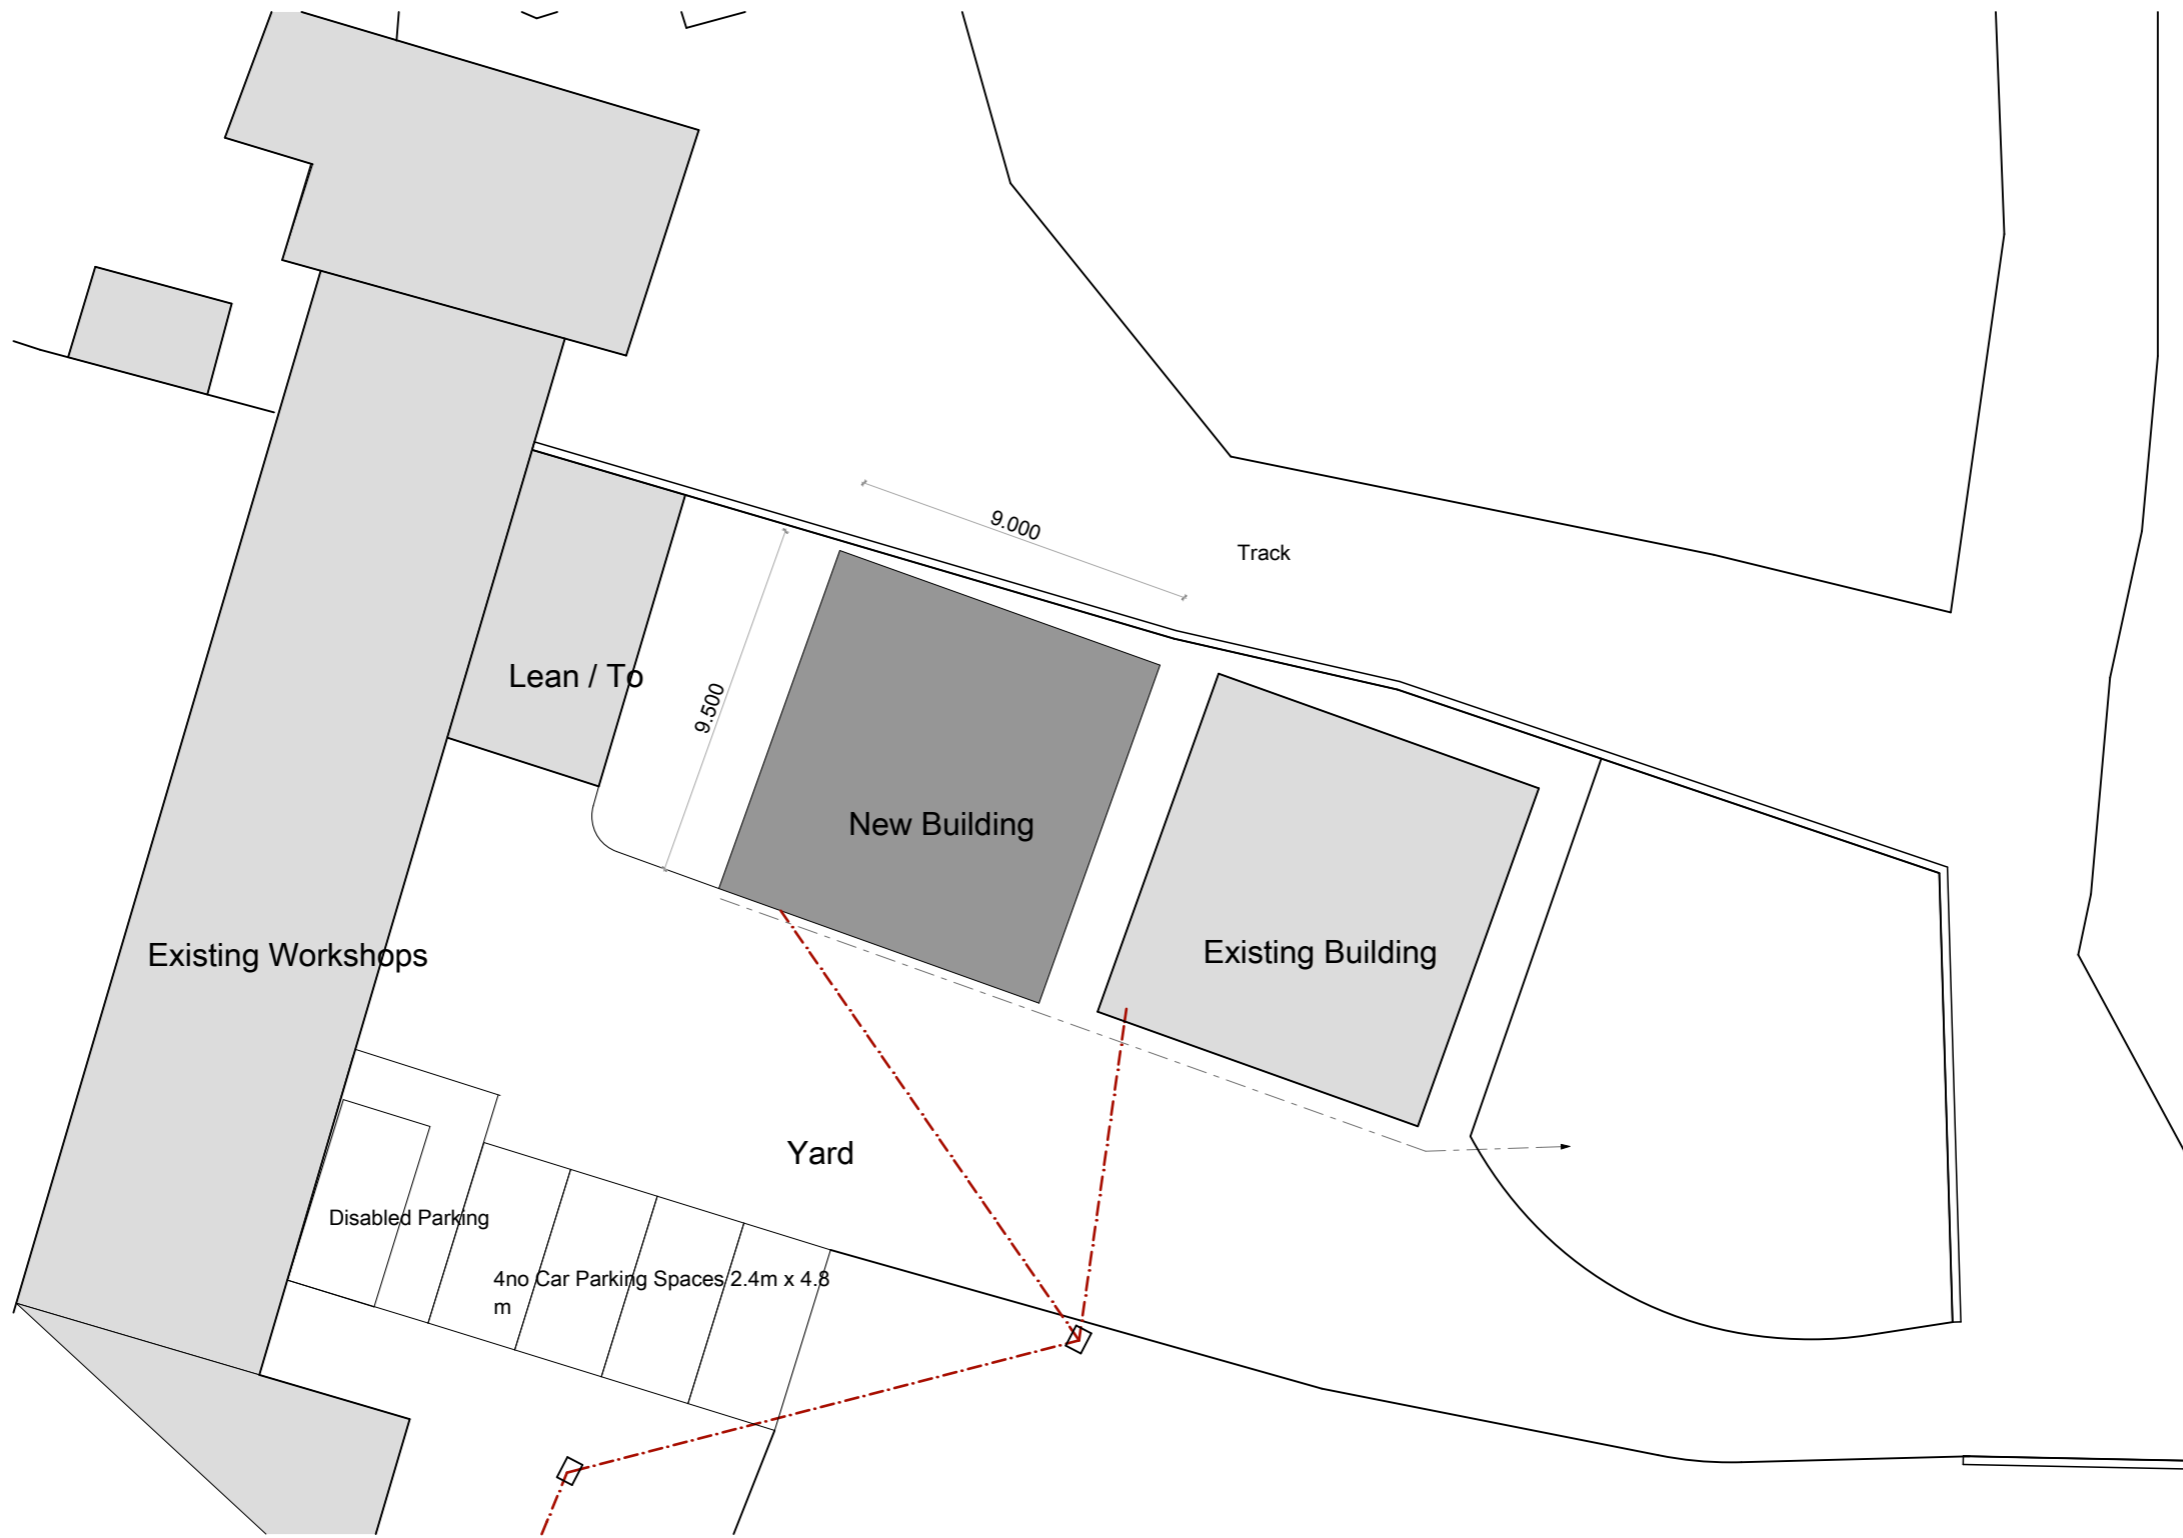 9.000
Track
Lean / To
9.500
New Building
Existing Building
Existing Workshops
Yard
Disabled Parking
4no Car Parking Spaces 2.4m x 4.8
m